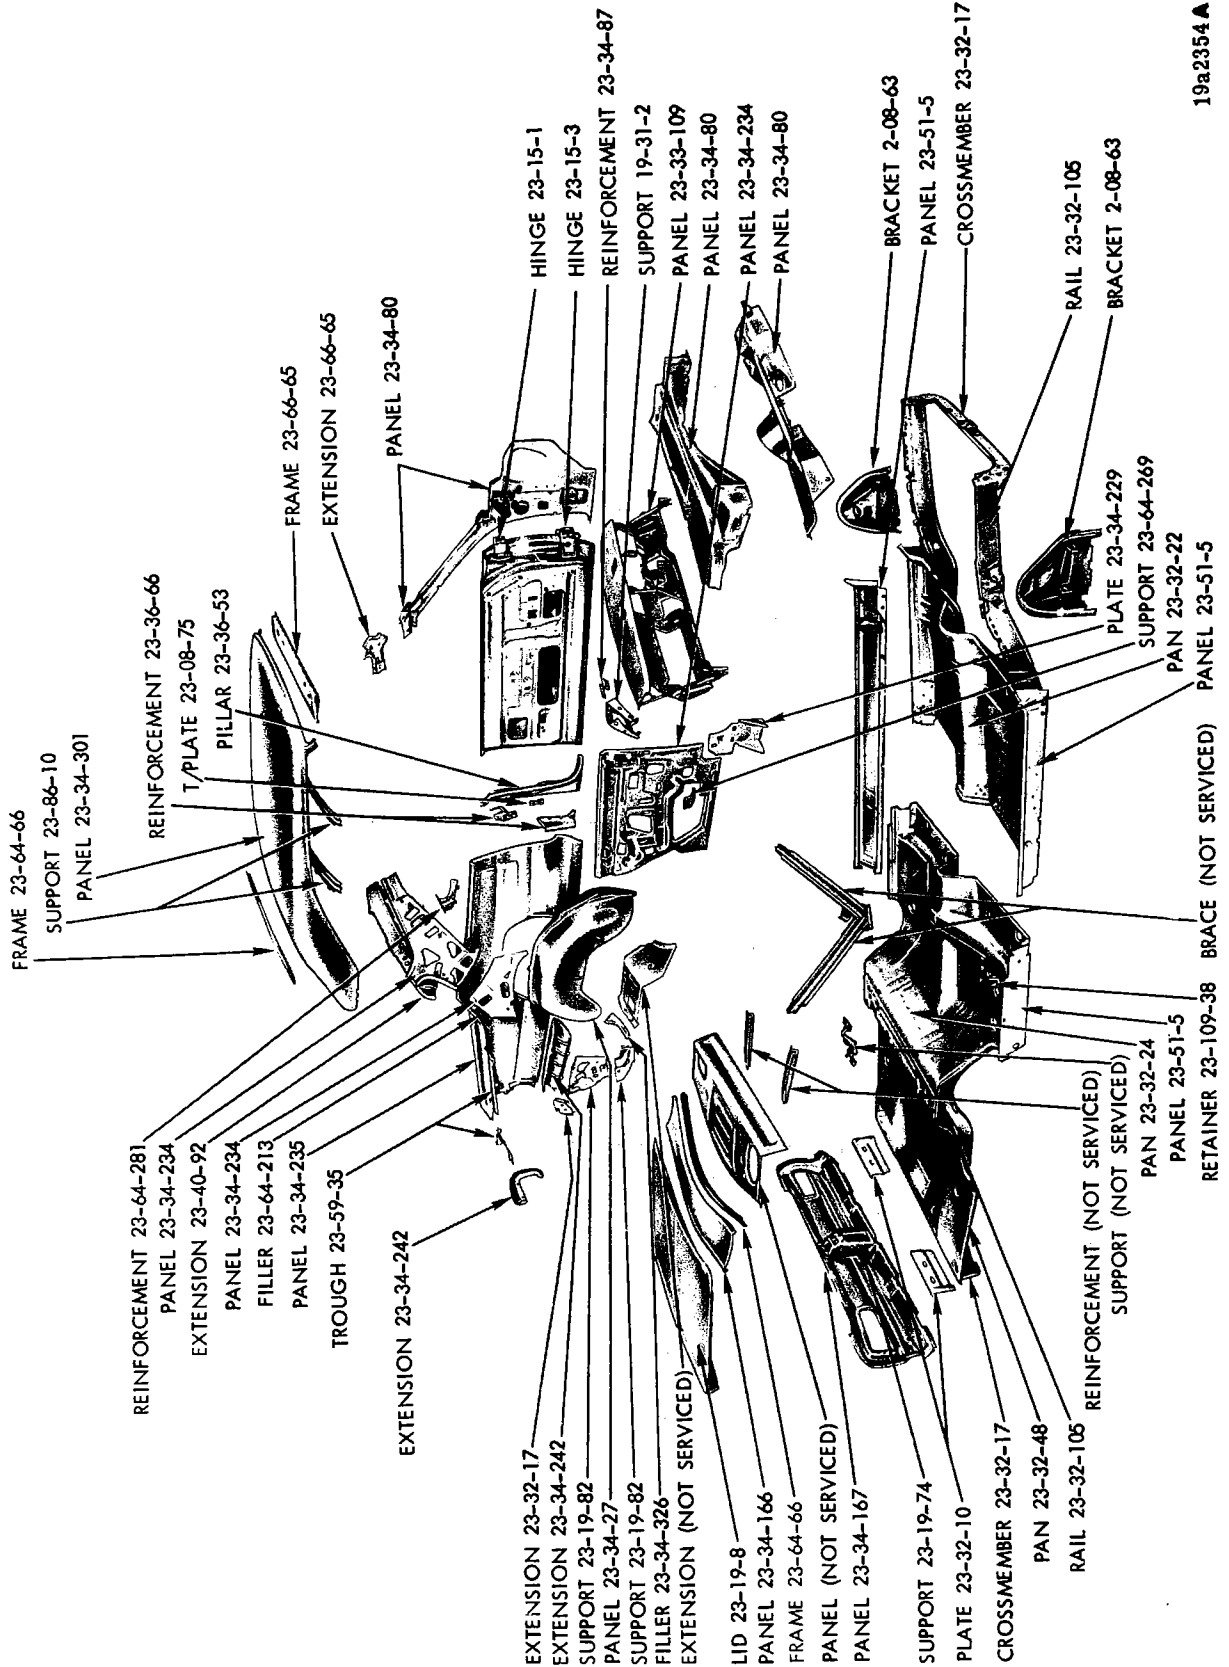 FRAME 23-64-66
SUPPORT 23-86-10
PANEL 23-34-301
REINFORCEMENT 23-36-66
T/PLATE 23-08-75
PILLAR 23-36-53
FRAME 23-66-65
EXTENSION 23-66-65
PANEL 23-34-80
REINFORCEMENT 23-64-281
PANEL 23-34-234
EXTENSION 23-40-92
PANEL 23-34-234
FILLER 23-64-213
PANEL 23-34-235
TROUGH 23-59-35
EXTENSION 23-34-242
HINGE 23-15-1
HINGE 23-15-3
REINFORCEMENT 23-34-87
SUPPORT 19-31-2
PANEL 23-33-109
PANEL 23-34-80
PANEL 23-34-234
PANEL 23-34-80
BRACKET 2-08-63
PANEL 23-51-5
CROSSMEMBER 23-32-17
RAIL 23-32-105
BRACKET 2-08-63
EXTENSION 23-32-17
EXTENSION 23-34-242
SUPPORT 23-19-82
PANEL 23-34-27
SUPPORT 23-19-82
FILLER 23-34-326
EXTENSION (NOT SERVICED)
LID 23-19-8
PANEL 23-34-166
FRAME 23-64-66
PANEL (NOT SERVICED)
PANEL 23-34-167
SUPPORT 23-19-74
PLATE 23-32-10
CROSSMEMBER 23-32-17
PAN 23-32-48
RAIL 23-32-105
REINFORCEMENT (NOT SERVICED)
SUPPORT (NOT SERVICED)
PAN 23-32-24
PANEL 23-51-5
RETAINER 23-109-38
BRACE (NOT SERVICED)
PLATE 23-34-229
SUPPORT 23-64-269
PAN 23-32-22
PANEL 23-51-5
19a2354A